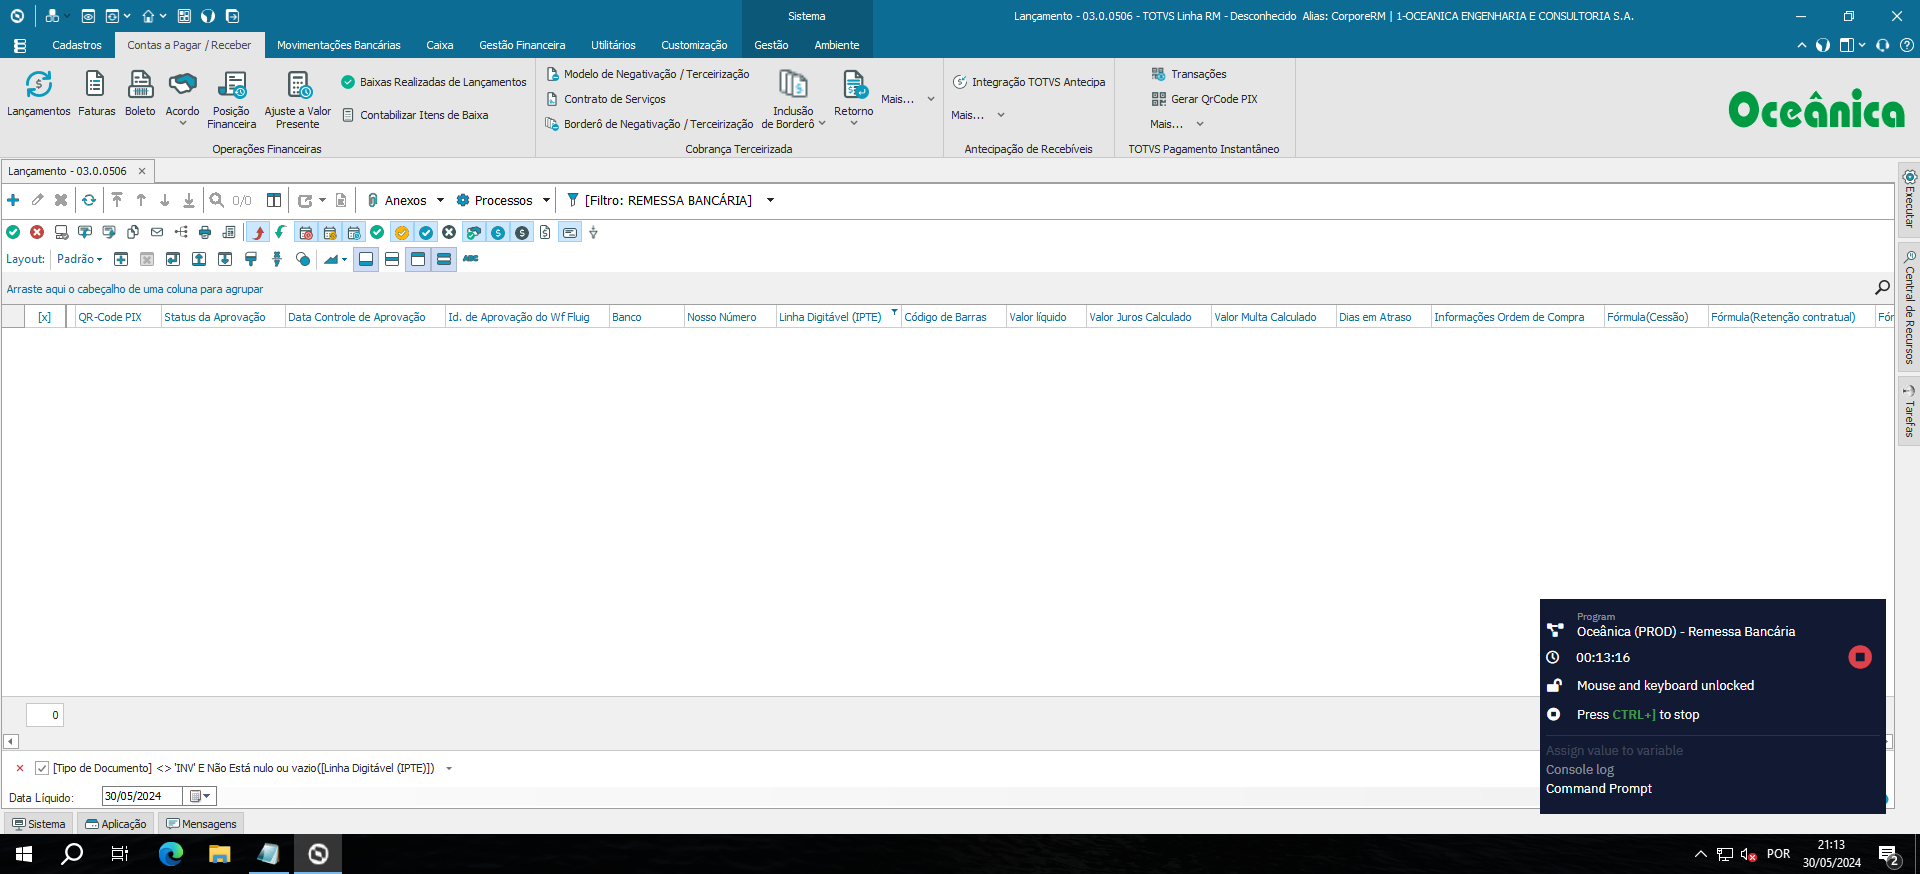 Sistema
Lançamento - 03.0.0506 - TOTVS Linha RM - Desconhecido Alias: CorporeRM | 1-OCEANICA ENGENHARIA E CONSULTORIA S.A.
Cadastros Contas a Pagar / Receber Movimentações Bancárias Caixa Gestão Financeira Utilitários Customização Gestão Ambiente
Lançamentos
Faturas
Boleto
Acordo
Posição
Financeira
Ajuste a Valor
Presente
Baixas Realizadas de Lançamentos
Contabilizar Itens de Baixa
Operações Financeiras
Modelo de Negativação / Terceirização
Contrato de Serviços
Borderô de Negativação / Terceirização
Inclusão
de Borderô
Retorno
Mais...
Cobrança Terceirizada
Integração TOTVS Antecipa
Mais...
Antecipação de Recebíveis
Transações
Gerar QrCode PIX
Mais...
TOTVS Pagamento Instantâneo
Oceânica
Lançamento - 03.0.0506
0/0 Anexos Processos [Filtro: REMESSA BANCÁRIA]
Layout: Padrão ABC
Arraste aqui o cabeçalho de uma coluna para agrupar
[x] QR-Code PIX Status da Aprovação Data Controle de Aprovação Id. de Aprovação do Wf Fluig Banco Nosso Número Linha Digitável (IPTE) Código de Barras Valor líquido Valor Juros Calculado Valor Multa Calculado Dias em Atraso Informações Ordem de Compra Fórmula(Cessão) Fórmula(Retenção contratual) Fór
Executar
Central de Recursos
Tarefas
0
[Tipo de Documento] <> 'INV' E Não Está nulo ou vazio([Linha Digitável (IPTE)])
Data Líquido: 30/05/2024
Sistema Aplicação Mensagens
Program
Oceânica (PROD) - Remessa Bancária
00:13:16
Mouse and keyboard unlocked
Press CTRL+] to stop
Assign value to variable
Console log
Command Prompt
POR
21:13
30/05/2024
2